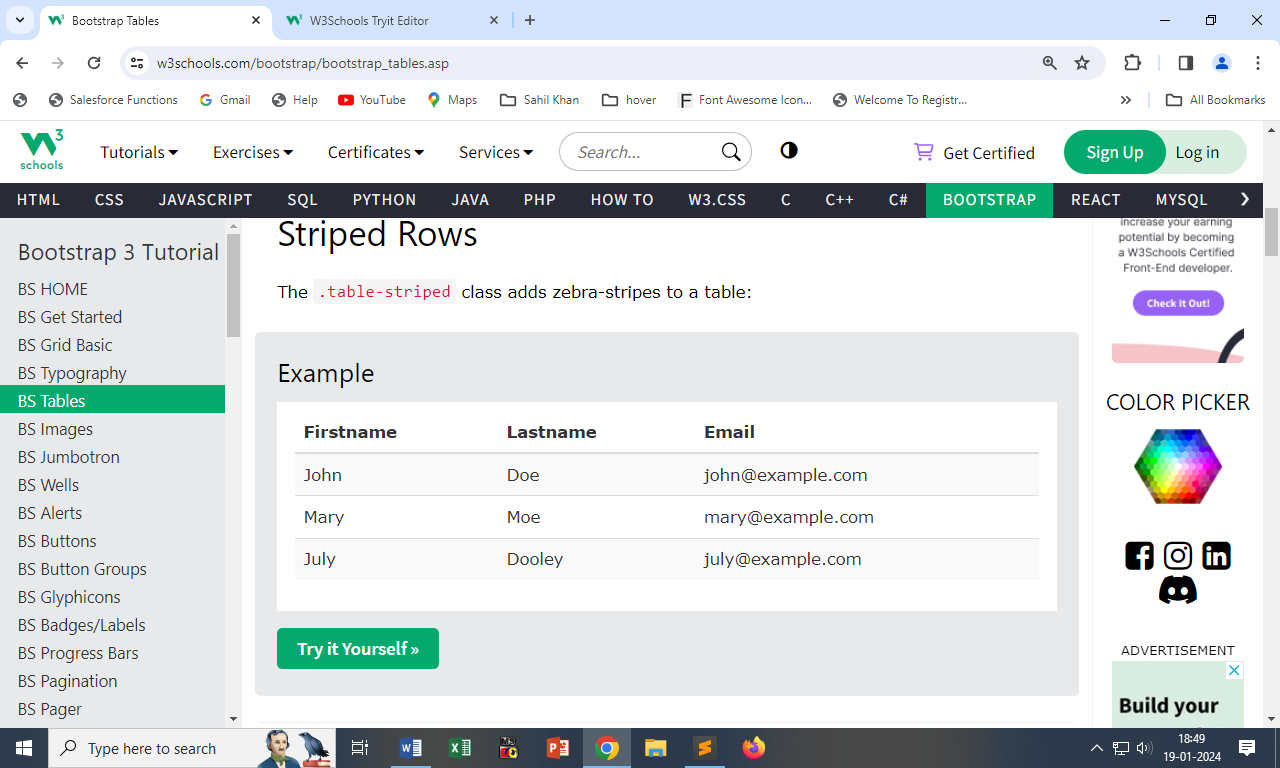 Bootstrap Tables
W3Schools Tryit Editor
w3schools.com/bootstrap/bootstrap_tables.asp
Salesforce Functions
Gmail
Help
YouTube
Maps
Sahil Khan
hover
Font Awesome Icon...
Welcome To Registr...
»
All Bookmarks
W3 schools
Tutorials
Exercises
Certificates
Services
Search...
Get Certified
Sign Up
Log in
HTML CSS JAVASCRIPT SQL PYTHON JAVA PHP HOW TO W3.CSS C C++ C# BOOTSTRAP REACT MYSQL ❯
Bootstrap 3 Tutorial
BS HOME
BS Get Started
BS Grid Basic
BS Typography
BS Tables
BS Images
BS Jumbotron
BS Wells
BS Alerts
BS Buttons
BS Button Groups
BS Glyphicons
BS Badges/Labels
BS Progress Bars
BS Pagination
BS Pager
Striped Rows
The .table-striped class adds zebra-stripes to a table:
Example
Firstname Lastname Email
John Doe john@example.com
Mary Moe mary@example.com
July Dooley july@example.com
Try it Yourself »
Increase your earning
potential by becoming
a W3Schools Certified
Front-End developer.
Check It Out!
COLOR PICKER
ADVERTISEMENT
Build your
Type here to search
18:49
19-01-2024